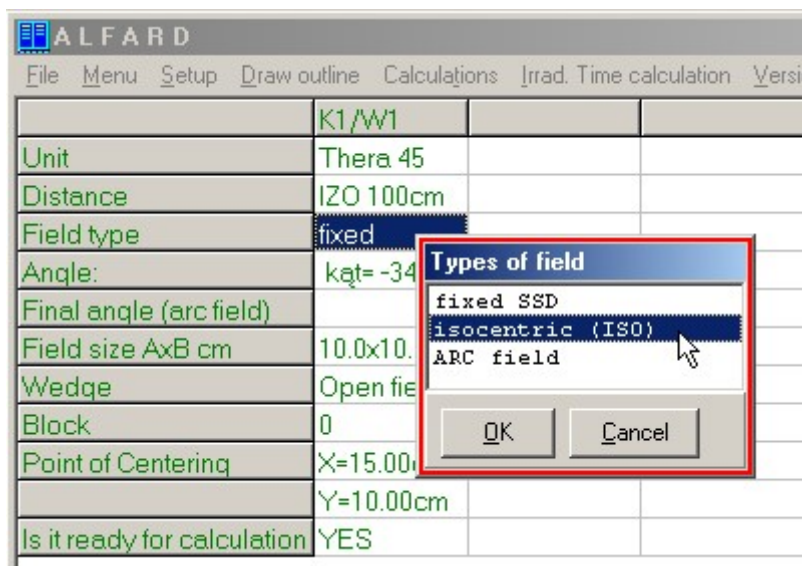 ALFARD
File Menu Setup Draw outline Calculations Irrad. Time calculation Versi
K1/W1
Unit Thera 45
Distance IZO 100cm
Field type fixed
Angle: kąt= -34
Final angle (arc field)
Field size AxB cm 10.0x10.
Wedge Open fie
Block 0
Point of Centering X=15.00
Y=10.00cm
Is it ready for calculation YES
Types of field
fixed SSD
isocentric (ISO)
ARC field
OK Cancel